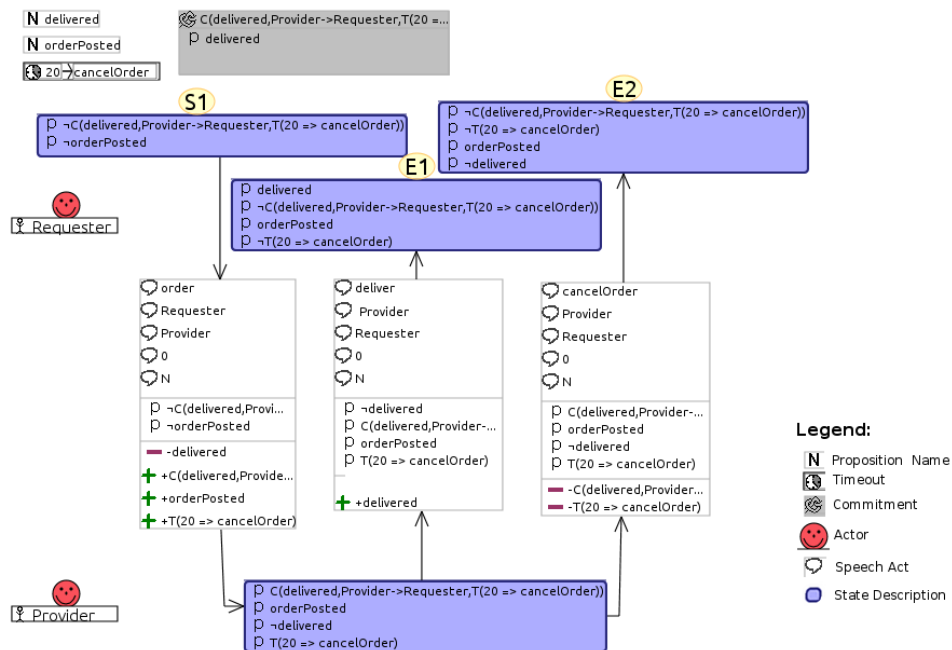 N delivered
N orderPosted
20 → cancelOrder
C(delivered,Provider->Requester,T(20 =...
p delivered
S1
p ¬C(delivered,Provider->Requester,T(20 => cancelOrder))
p ¬orderPosted
E2
p ¬C(delivered,Provider->Requester,T(20 => cancelOrder))
p ¬T(20 => cancelOrder)
p orderPosted
p ¬delivered
E1
p delivered
p ¬C(delivered,Provider->Requester,T(20 => cancelOrder))
p orderPosted
p ¬T(20 => cancelOrder)
Requester
order
Requester
Provider
0
N
p ¬C(delivered,Provi...
p ¬orderPosted
-delivered
+C(delivered,Provide...
+orderPosted
+T(20 => cancelOrder)
deliver
Provider
Requester
0
N
p ¬delivered
p C(delivered,Provider-...
p orderPosted
p T(20 => cancelOrder)
+delivered
cancelOrder
Provider
Requester
0
N
p C(delivered,Provider-...
p orderPosted
p ¬delivered
p T(20 => cancelOrder)
-C(delivered,Provider...
-T(20 => cancelOrder)
Legend:
N Proposition Name
Timeout
Commitment
Actor
Speech Act
State Description
Provider
p C(delivered,Provider->Requester,T(20 => cancelOrder))
p orderPosted
p ¬delivered
p T(20 => cancelOrder)